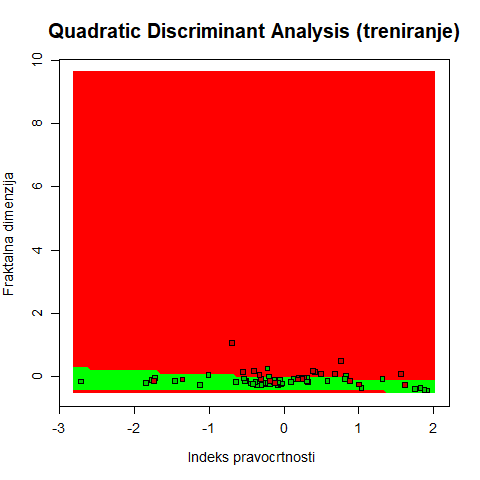 Quadratic Discriminant Analysis (treniranje)
Fraktalna dimenzija
10
8
6
4
2
0
-3 -2 -1 0 1 2
Indeks pravocrtnosti